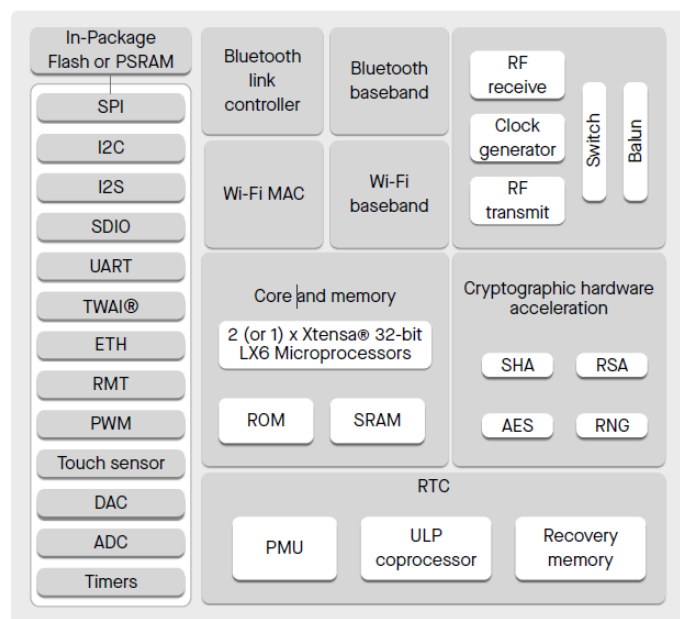 In-Package
Flash or PSRAM
SPI
I2C
I2S
SDIO
UART
TWAI®
ETH
RMT
PWM
Touch sensor
DAC
ADC
Timers
Bluetooth
link
controller
Bluetooth
baseband
Wi-Fi MAC
Wi-Fi
baseband
RF
receive
Clock
generator
RF
transmit
Switch
Balun
Core and memory
2 (or 1) x Xtensa® 32-bit
LX6 Microprocessors
ROM
SRAM
Cryptographic hardware
acceleration
SHA
RSA
AES
RNG
RTC
PMU
ULP
coprocessor
Recovery
memory